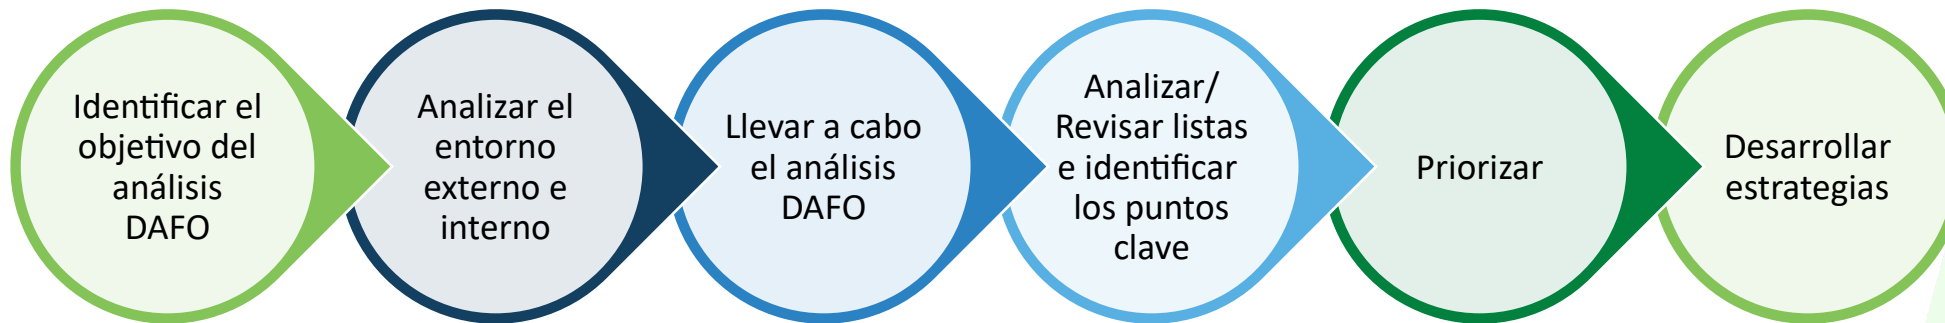 Identificar el
objetivo del
análisis
DAFO
Analizar el
entorno
externo e
interno
Llevar a cabo
el análisis
DAFO
Analizar/
Revisar listas
e identificar
los puntos
clave
Priorizar
Desarrollar
estrategias